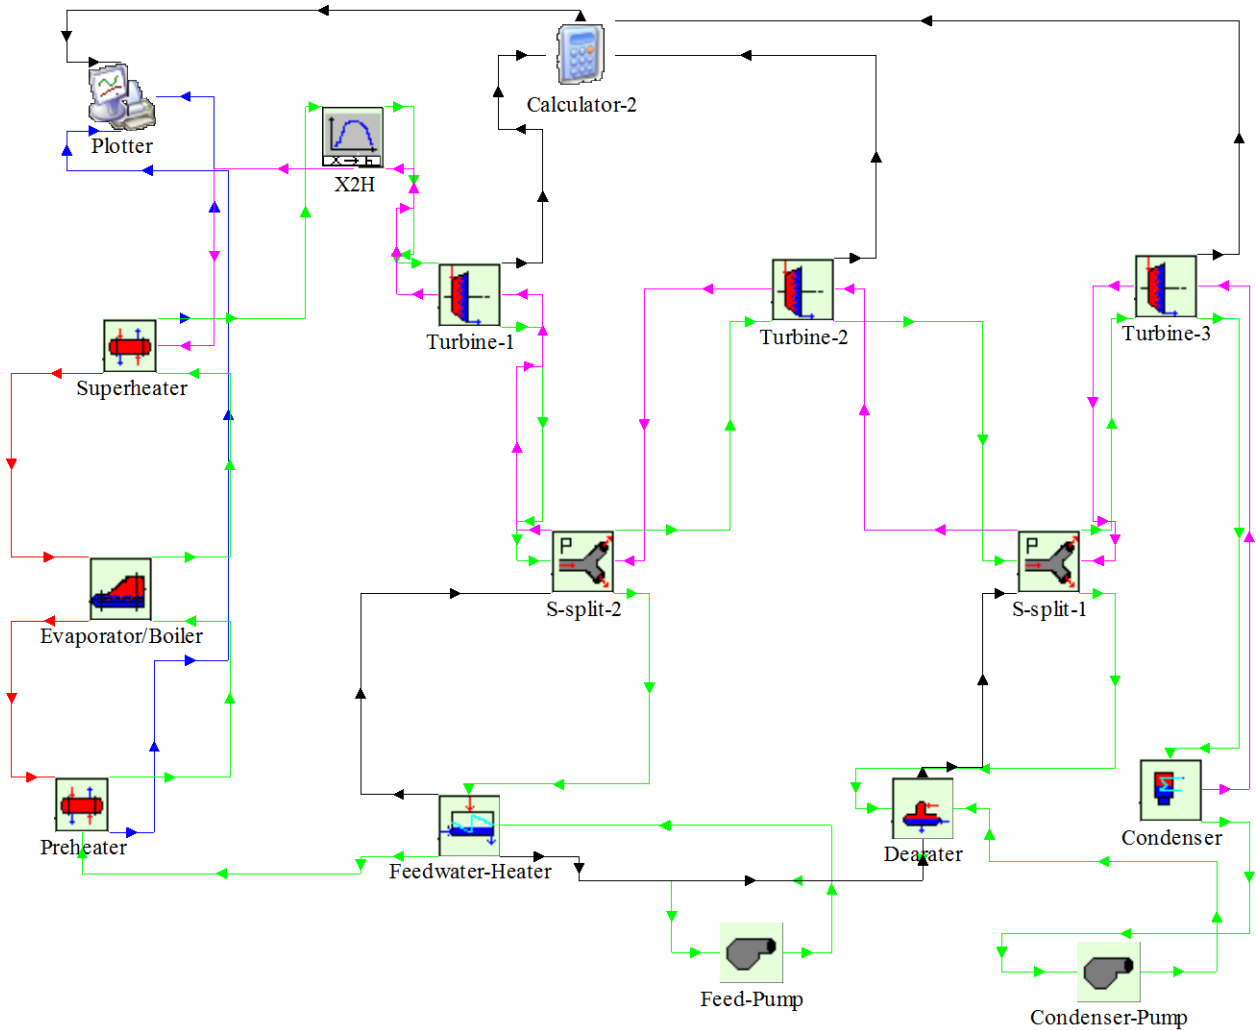 Calculator-2
Plotter
X → h
X2H
Turbine-1
Turbine-2
Turbine-3
Superheater
P
P
S-split-2
S-split-1
Evaporator/Boiler
Preheater
Feedwater-Heater
Dearater
Condenser
Feed-Pump
Condenser-Pump